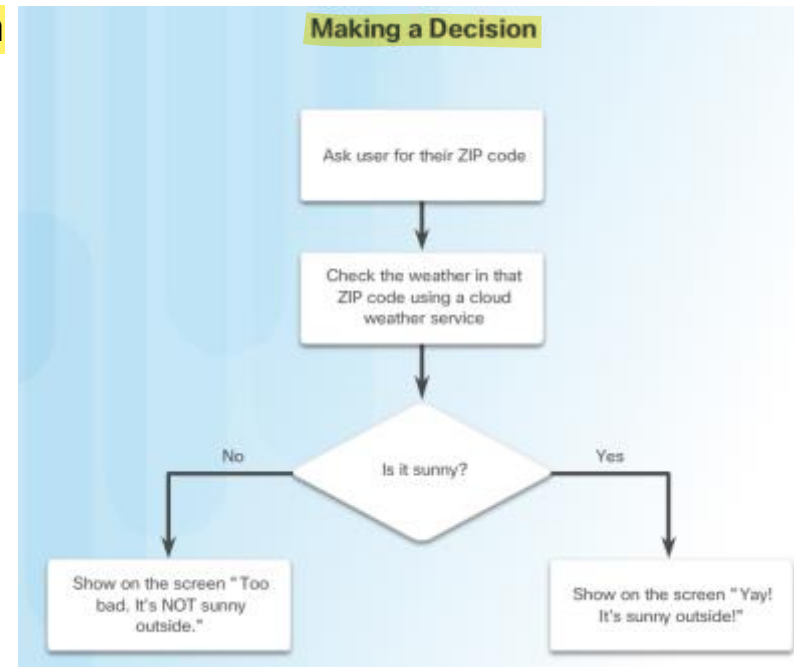 Making a Decision
Ask user for their ZIP code
Check the weather in that
ZIP code using a cloud
weather service
Is it sunny?
No
Yes
Show on the screen "Too
bad. It's NOT sunny
outside."
Show on the screen "Yay!
It's sunny outside!"